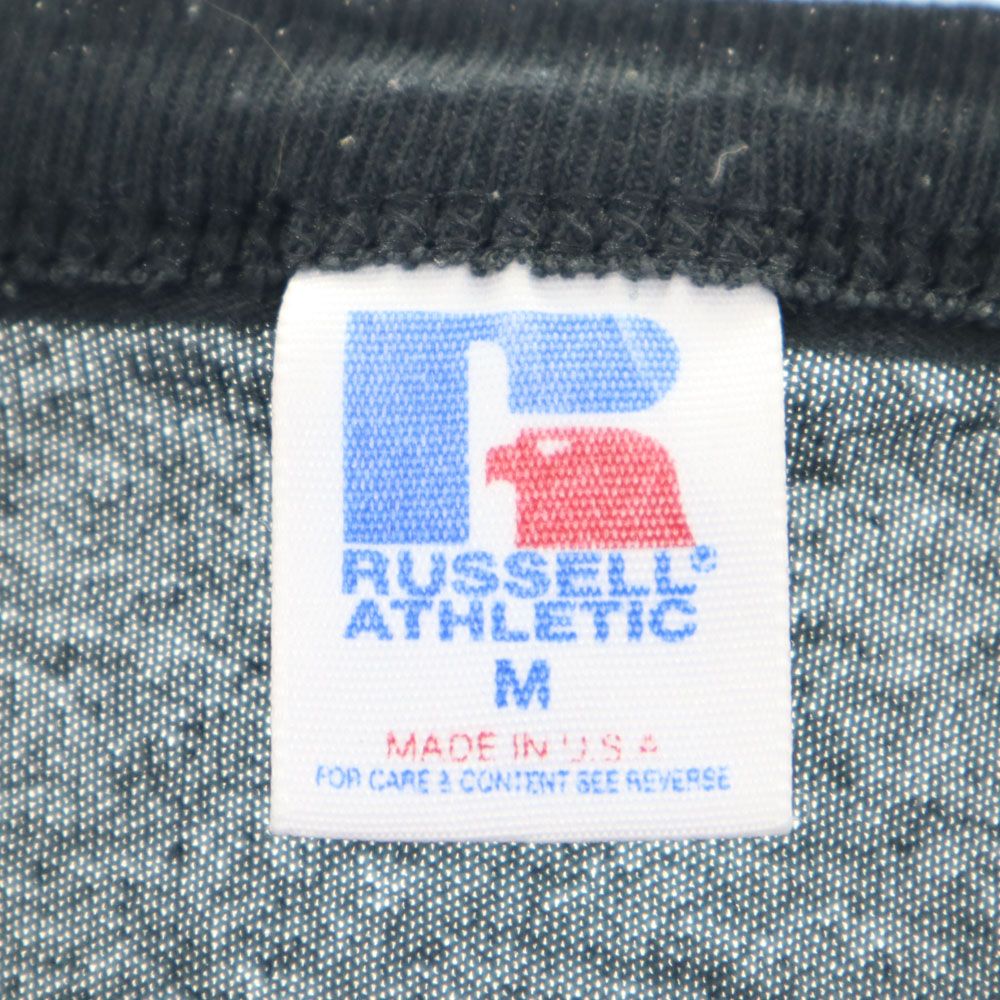 RUSSELL®
ATHLETIC
M
MADE IN U.S.A
FOR CARE & CONTENT SEE REVERSE